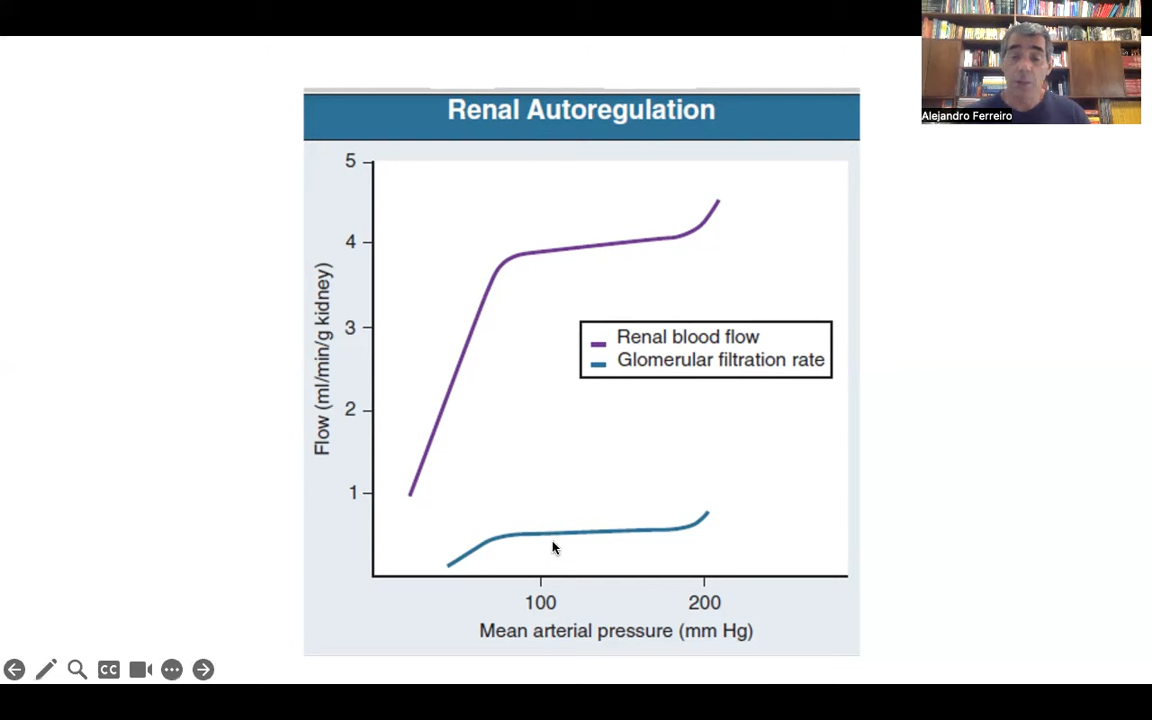 Alejandro Ferreiro
Renal Autoregulation
5
4
3
2
1
Flow (ml/min/g kidney)
Renal blood flow
Glomerular filtration rate
100 200
Mean arterial pressure (mm Hg)
CC